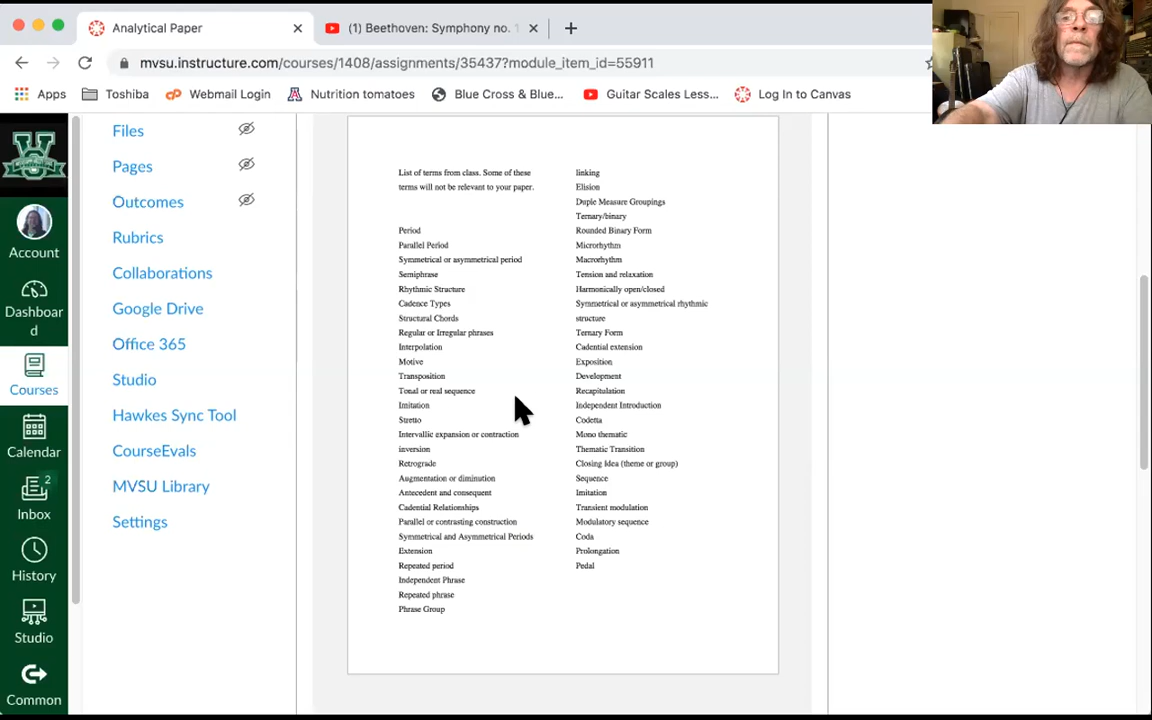 Analytical Paper
(1) Beethoven: Symphony no. 1
mvsu.instructure.com/courses/1408/assignments/35437?module_item_id=55911
Apps
Toshiba
Webmail Login
Nutrition tomatoes
Blue Cross & Blue...
Guitar Scales Less...
Log In to Canvas
Account
Dashboar
d
Courses
Calendar
2
Inbox
History
Studio
Common
Files
Pages
Outcomes
Rubrics
Collaborations
Google Drive
Office 365
Studio
Hawkes Sync Tool
CourseEvals
MVSU Library
Settings
List of terms from class. Some of these
terms will not be relevant to your paper.
Period
Parallel Period
Symmetrical or asymmetrical period
Semiphrase
Rhythmic Structure
Cadence Types
Structural Chords
Regular or Irregular phrases
Interpolation
Motive
Transposition
Tonal or real sequence
Imitation
Stretto
Intervallic expansion or contraction
inversion
Retrograde
Augmentation or diminution
Antecedent and consequent
Cadential Relationships
Parallel or contrasting construction
Symmetrical and Asymmetrical Periods
Extension
Repeated period
Independent Phrase
Repeated phrase
Phrase Group
linking
Elision
Duple Measure Groupings
Ternary/binary
Rounded Binary Form
Microrhythm
Macrorhythm
Tension and relaxation
Harmonically open/closed
Symmetrical or asymmetrical rhythmic
structure
Ternary Form
Cadential extension
Exposition
Development
Recapitulation
Independent Introduction
Codetta
Mono thematic
Thematic Transition
Closing Idea (theme or group)
Sequence
Imitation
Transient modulation
Modulatory sequence
Coda
Prolongation
Pedal